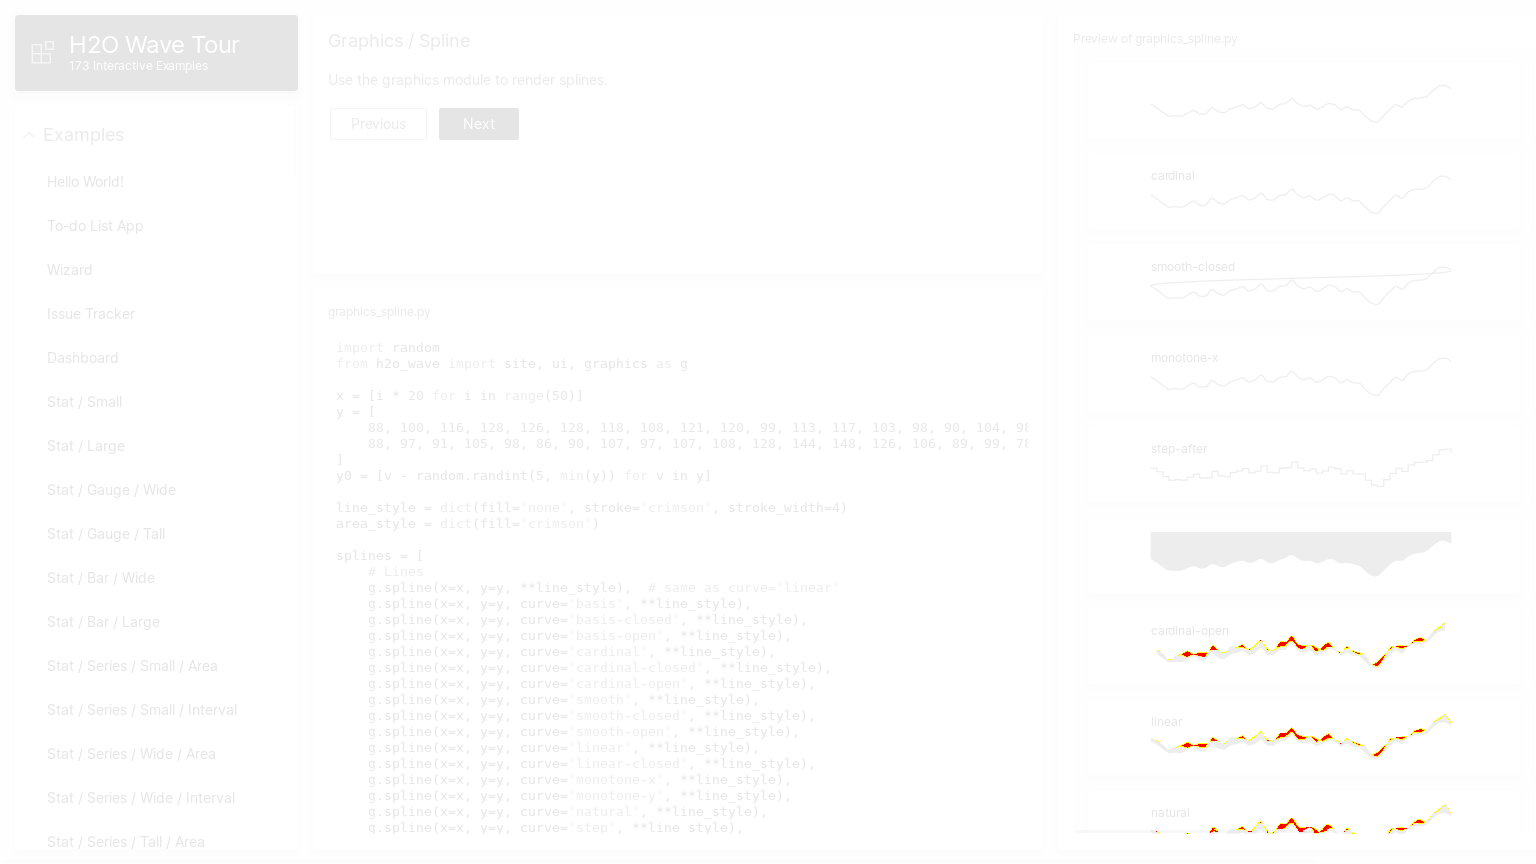 H2O Wave Tour
173 Interactive Examples
Examples
Hello World!
To-do List App
Wizard
Issue Tracker
Dashboard
Stat / Small
Stat / Large
Stat / Gauge / Wide
Stat / Gauge / Tall
Stat / Bar / Wide
Stat / Bar / Large
Stat / Series / Small / Area
Stat / Series / Small / Interval
Stat / Series / Wide / Area
Stat / Series / Wide / Interval
Stat / Series / Tall / Area
Graphics / Spline
Use the graphics module to render splines.
Previous
Next
graphics_spline.py
import random
from h2o_wave import site, ui, graphics as g
x = [i * 20 for i in range(50)]
y = [
88, 100, 116, 128, 126, 128, 118, 108, 121, 120, 99, 113, 117, 103, 98, 90, 104, 98
88, 97, 91, 105, 98, 86, 90, 107, 97, 107, 108, 128, 144, 148, 126, 106, 89, 99, 78
]
y0 = [v - random.randint(5, min(y)) for v in y]
line_style = dict(fill='none', stroke='crimson', stroke_width=4)
area_style = dict(fill='crimson')
splines = [
# Lines
g.spline(x=x, y=y, **line_style),  # same as curve='linear'
g.spline(x=x, y=y, curve='basis', **line_style),
g.spline(x=x, y=y, curve='basis-closed', **line_style),
g.spline(x=x, y=y, curve='basis-open', **line_style),
g.spline(x=x, y=y, curve='cardinal', **line_style),
g.spline(x=x, y=y, curve='cardinal-closed', **line_style),
g.spline(x=x, y=y, curve='cardinal-open', **line_style),
g.spline(x=x, y=y, curve='smooth', **line_style),
g.spline(x=x, y=y, curve='smooth-closed', **line_style),
g.spline(x=x, y=y, curve='smooth-open', **line_style),
g.spline(x=x, y=y, curve='linear', **line_style),
g.spline(x=x, y=y, curve='linear-closed', **line_style),
g.spline(x=x, y=y, curve='monotone-x', **line_style),
g.spline(x=x, y=y, curve='monotone-y', **line_style),
g.spline(x=x, y=y, curve='natural', **line_style),
g.spline(x=x, y=y, curve='step', **line_style),
Preview of graphics_spline.py
cardinal
smooth-closed
monotone-x
step-after
cardinal-open
linear
natural